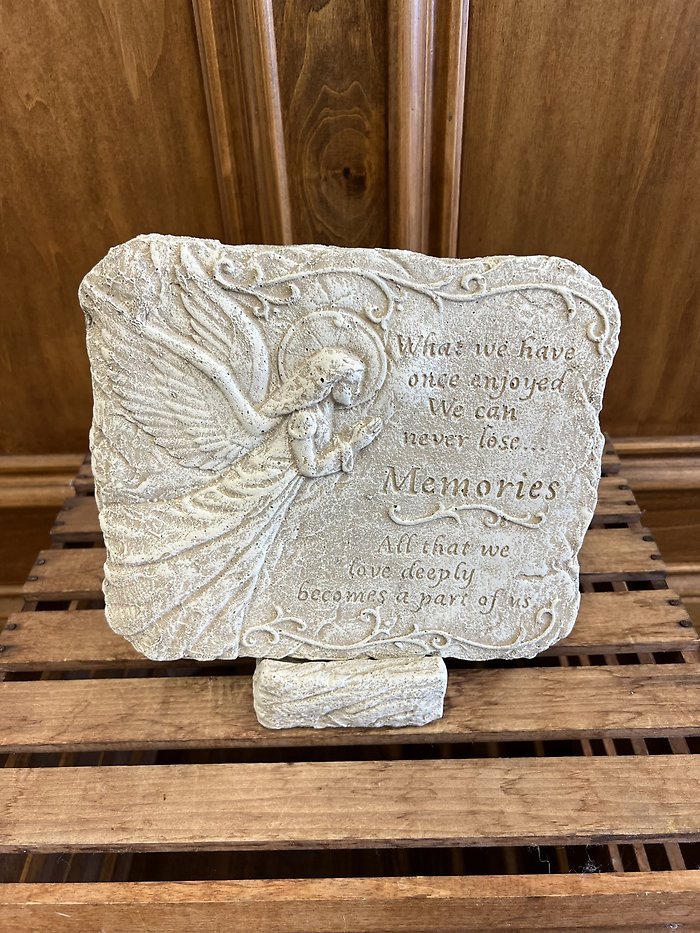 What we have
once enjoyed
We can
never lose...
Memories
All that we
love deeply
becomes a part of us